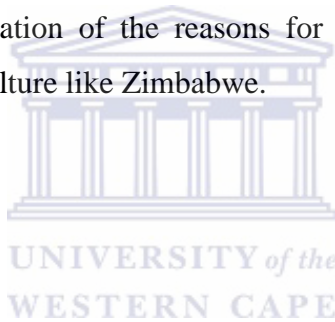 ation of the reasons for
lture like Zimbabwe.
UNIVERSITY of the
WESTERN CAPE